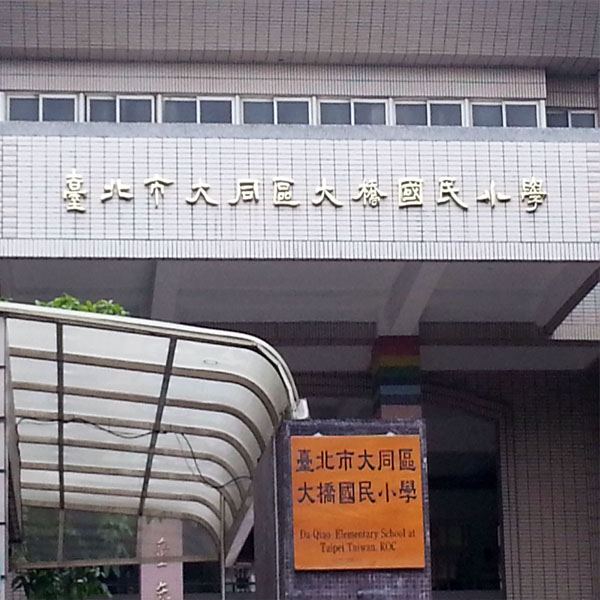 臺北市大同區大橋國民小學
臺北市大同區
大橋國民小學
Da-Qiao Elementary School at
Taipei Taiwan, ROC